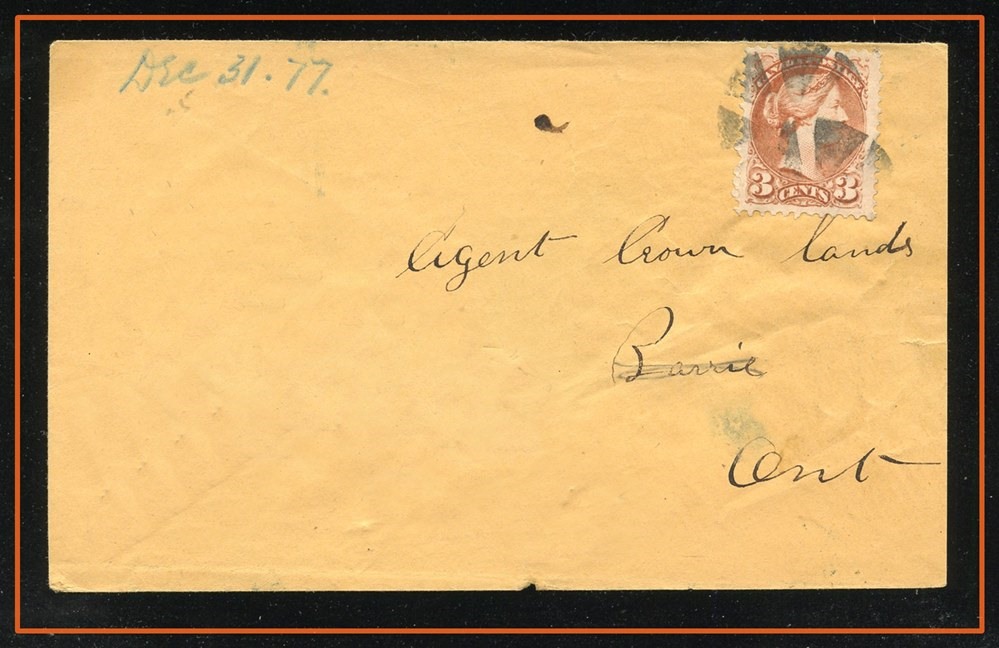 Dec 31.77.
3 CENTS 3
Agent Crown lands
Barrie
Ont